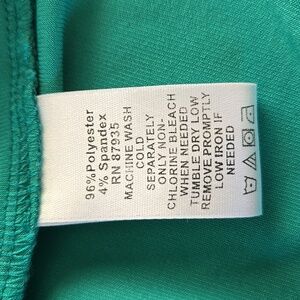 96%Polyester
4% Spandex
RN 87935
MACHINE WASH
COLD
SEPARATELY
ONLY NON-
CHLORINE BLEACH
WHEN NEEDED
TUMBLE DRY LOW
REMOVE PROMPTLY
LOW IRON IF
NEEDED